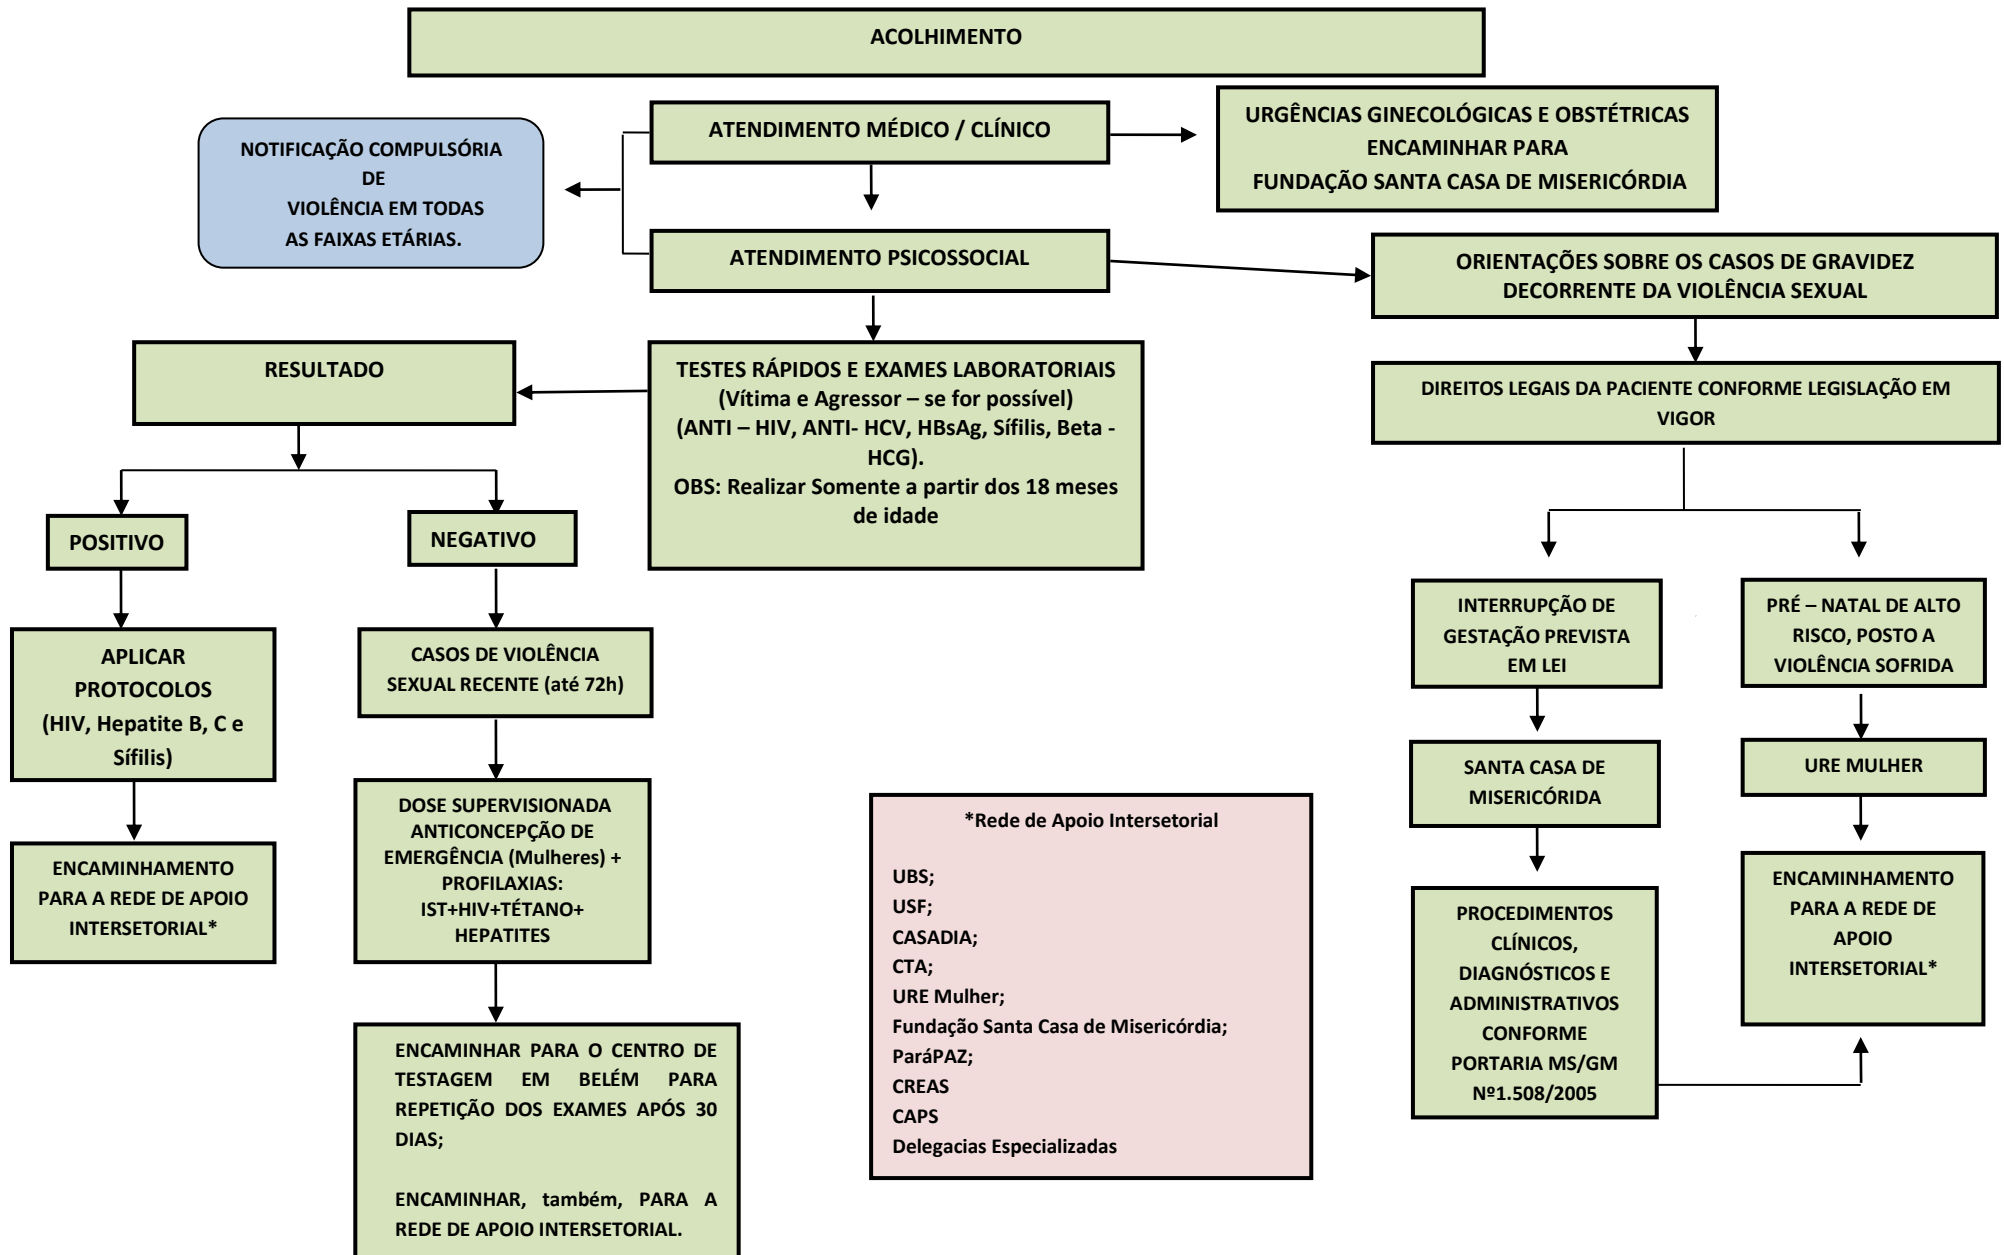 ACOLHIMENTO
ATENDIMENTO MÉDICO / CLÍNICO
URGÊNCIAS GINECOLÓGICAS E OBSTÉTRICAS
ENCAMINHAR PARA
FUNDAÇÃO SANTA CASA DE MISERICÓRDIA
NOTIFICAÇÃO COMPULSÓRIA
DE
VIOLÊNCIA EM TODAS
AS FAIXAS ETÁRIAS.
ATENDIMENTO PSICOSSOCIAL
ORIENTAÇÕES SOBRE OS CASOS DE GRAVIDEZ
DECORRENTE DA VIOLÊNCIA SEXUAL
RESULTADO
TESTES RÁPIDOS E EXAMES LABORATORIAIS
(Vítima e Agressor – se for possível)
(ANTI – HIV, ANTI- HCV, HBsAg, Sífilis, Beta -
HCG).
OBS: Realizar Somente a partir dos 18 meses
de idade
DIREITOS LEGAIS DA PACIENTE CONFORME LEGISLAÇÃO EM
VIGOR
POSITIVO
NEGATIVO
APLICAR
PROTOCOLOS
(HIV, Hepatite B, C e
Sífilis)
CASOS DE VIOLÊNCIA
SEXUAL RECENTE (até 72h)
INTERRUPÇÃO DE
GESTAÇÃO PREVISTA
EM LEI
PRÉ – NATAL DE ALTO
RISCO, POSTO A
VIOLÊNCIA SOFRIDA
SANTA CASA DE
MISERICÓRIDA
URE MULHER
ENCAMINHAMENTO
PARA A REDE DE APOIO
INTERSETORIAL*
DOSE SUPERVISIONADA
ANTICONCEPÇÃO DE
EMERGÊNCIA (Mulheres) +
PROFILAXIAS:
IST+HIV+TÉTANO+
HEPATITES
*Rede de Apoio Intersetorial
UBS;
USF;
CASADIA;
CTA;
URE Mulher;
Fundação Santa Casa de Misericórdia;
ParáPAZ;
CREAS
CAPS
Delegacias Especializadas
PROCEDIMENTOS
CLÍNICOS,
DIAGNÓSTICOS E
ADMINISTRATIVOS
CONFORME
PORTARIA MS/GM
Nº1.508/2005
ENCAMINHAMENTO
PARA A REDE DE
APOIO
INTERSETORIAL*
ENCAMINHAR PARA O CENTRO DE
TESTAGEM EM BELÉM PARA
REPETIÇÃO DOS EXAMES APÓS 30
DIAS;
ENCAMINHAR, também, PARA A
REDE DE APOIO INTERSETORIAL.